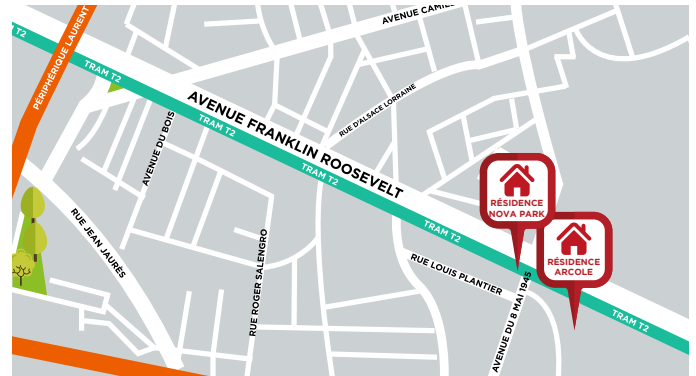 T2
AVENUE CAMIL
PÉRIPHÉRIQUE LAURENT
TRAM T2
AVENUE FRANKLIN ROOSEVELT
RUE D'ALSACE LORRAINE
TRAM T2
AVENUE DU BOIS
TRAM T2
RÉSIDENCE
NOVA PARK
RUE JEAN JAURÈS
TRAM T2
RUE ROGER SALENGRO
RUE LOUIS PLANTIER
RÉSIDENCE
ARCOLE
AVENUE DU 8 MAI 1945
TRAM T2